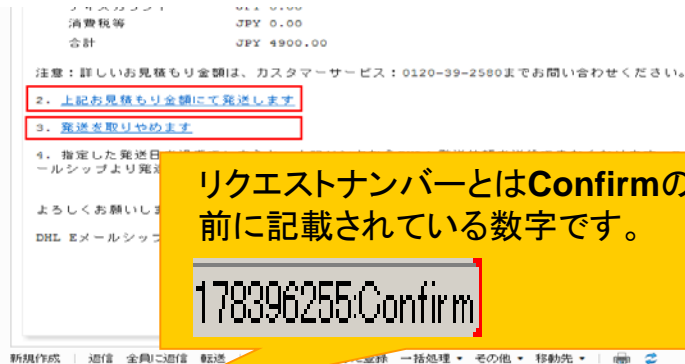 消費税等 JPY 0.00
合計 JPY 4900.00
注意：詳しいお見積もり金額は、カスタマーサービス：0120-39-2580までお問い合わせください。
2. 上記お見積もり金額にて発送します
3. 発送を取りやめます
4. 指定した発送日
ールシップより発送
よろしくお願いしま
DHL Eメールシップ
リクエストナンバーとはConfirmの
前に記載されている数字です。
178396255:Confirm
新規作成 返信 全員に返信 転送 登録 一括処理 その他 移動先